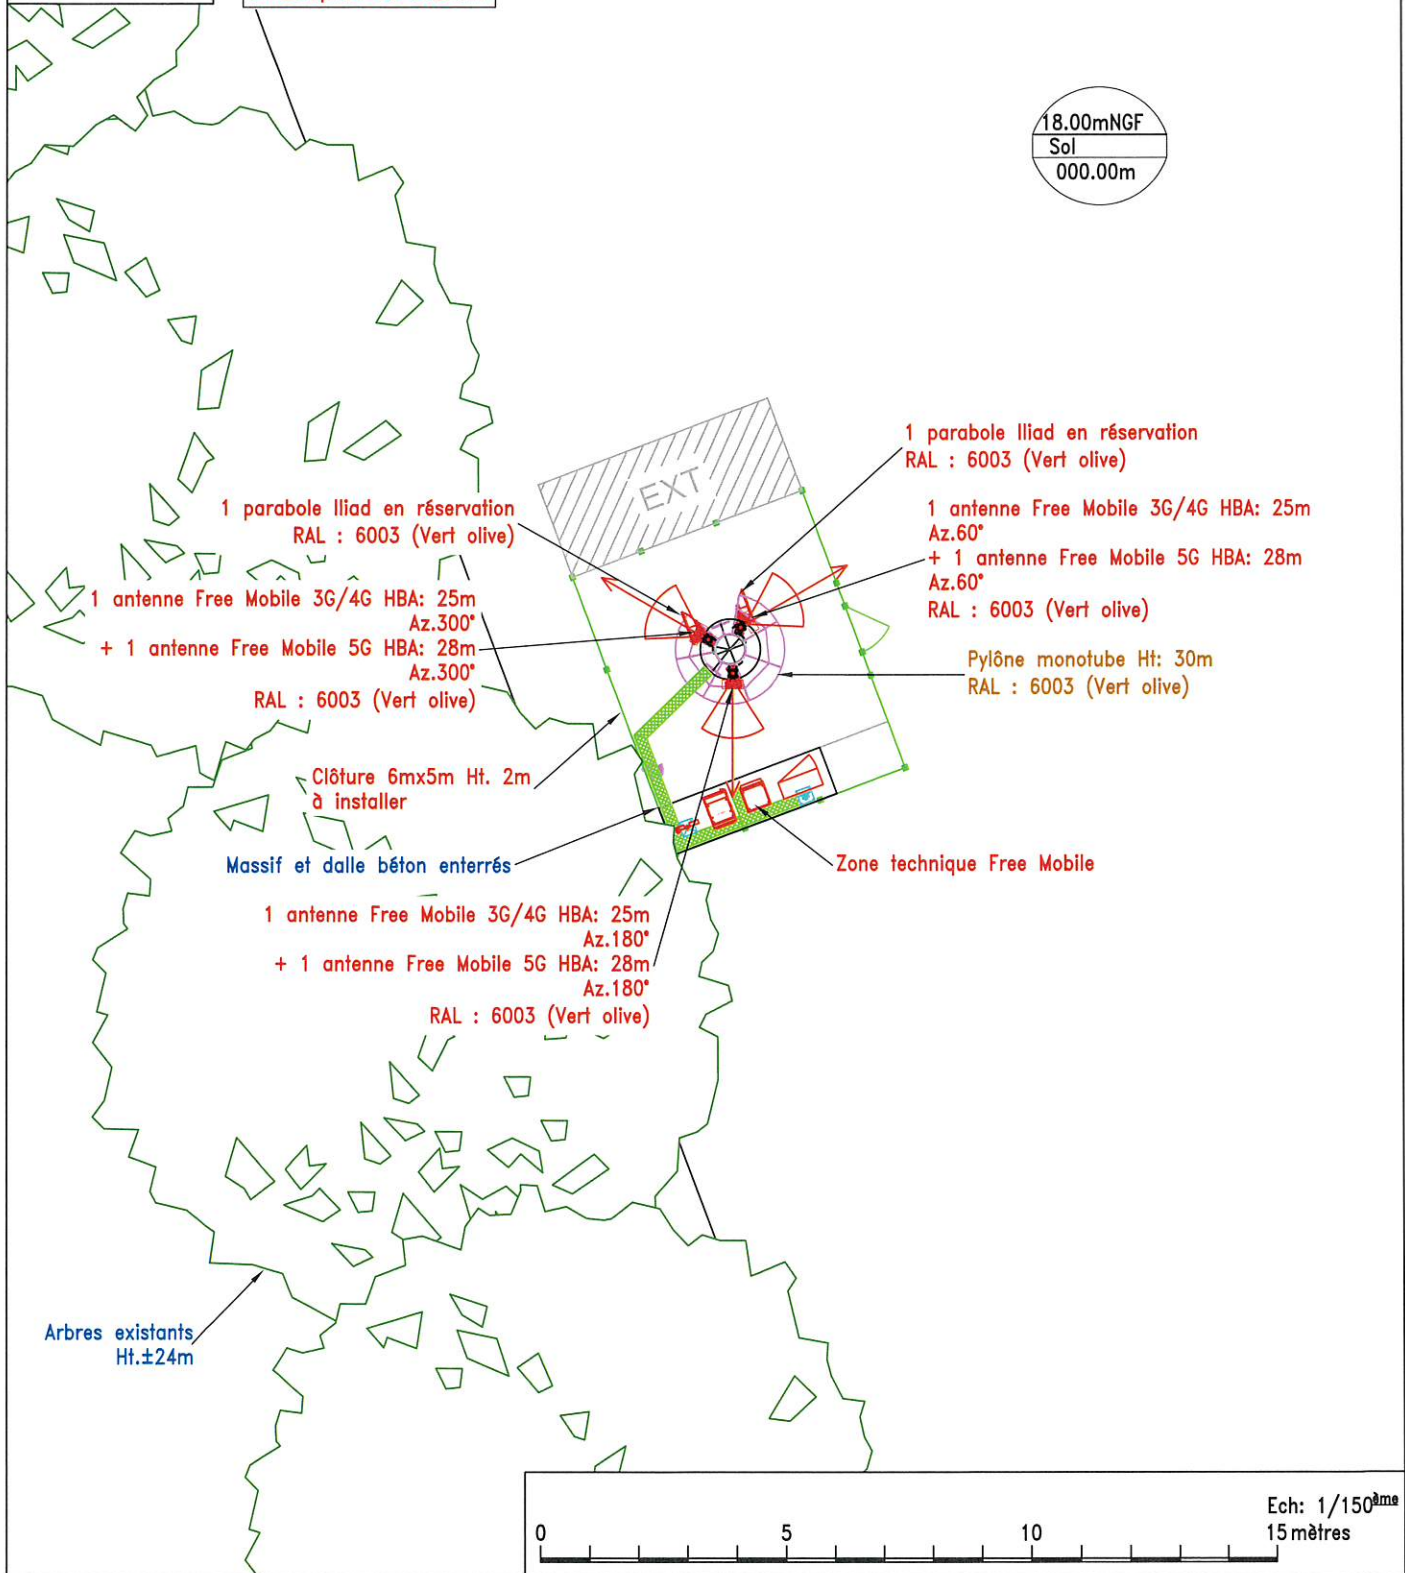 18.00mNGF
Sol
000.00m
1 parabole Iliad en réservation
RAL : 6003 (Vert olive)
EXT
1 parabole Iliad en réservation
RAL : 6003 (Vert olive)
1 antenne Free Mobile 3G/4G HBA: 25m
Az.60°
+ 1 antenne Free Mobile 5G HBA: 28m
Az.60°
RAL : 6003 (Vert olive)
1 antenne Free Mobile 3G/4G HBA: 25m
Az.300°
+ 1 antenne Free Mobile 5G HBA: 28m
Az.300°
RAL : 6003 (Vert olive)
Pylône monotube Ht: 30m
RAL : 6003 (Vert olive)
Clôture 6mx5m Ht. 2m
à installer
Massif et dalle béton enterrés
Zone technique Free Mobile
1 antenne Free Mobile 3G/4G HBA: 25m
Az.180°
+ 1 antenne Free Mobile 5G HBA: 28m
Az.180°
RAL : 6003 (Vert olive)
Arbres existants
Ht.±24m
Ech: 1/150ème
0 5 10 15 mètres